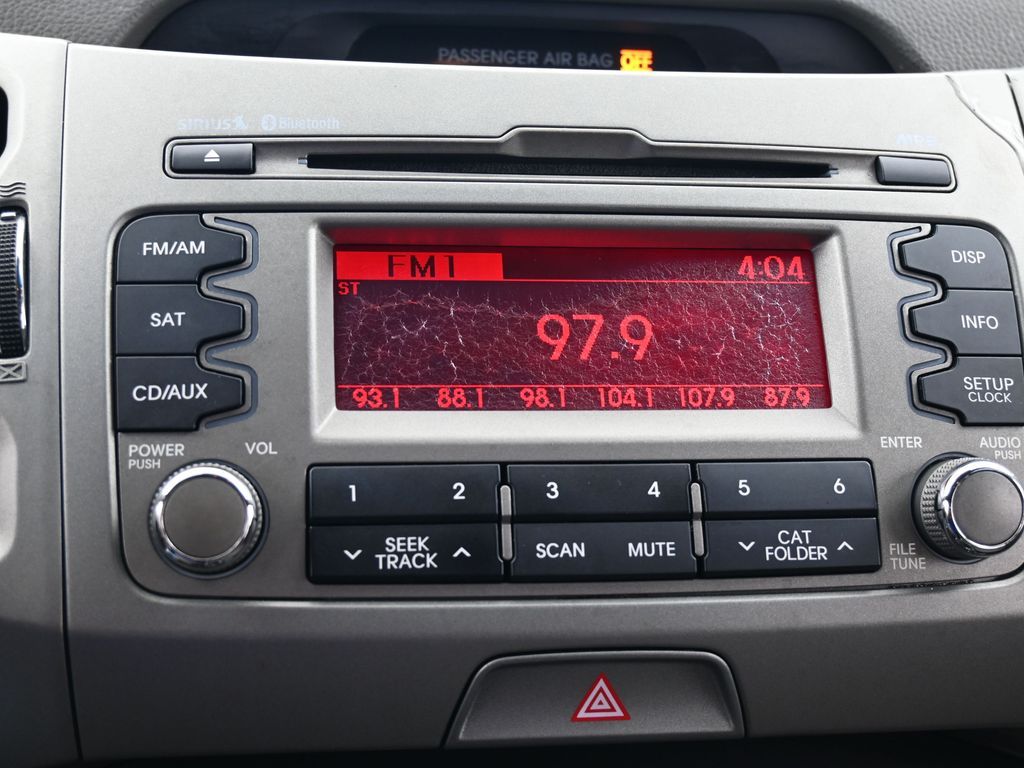 PASSENGER AIR BAG OFF
SIRIUS Bluetooth
MP3
FM/AM
SAT
CD/AUX
FM1 4:04
ST
97.9
93.1 88.1 98.1 104.1 107.9 87.9
DISP
INFO
SETUP
CLOCK
POWER
PUSH
VOL
1 2 3 4 5 6
SEEK
TRACK
SCAN MUTE
CAT
FOLDER
ENTER
AUDIO
PUSH
FILE
TUNE